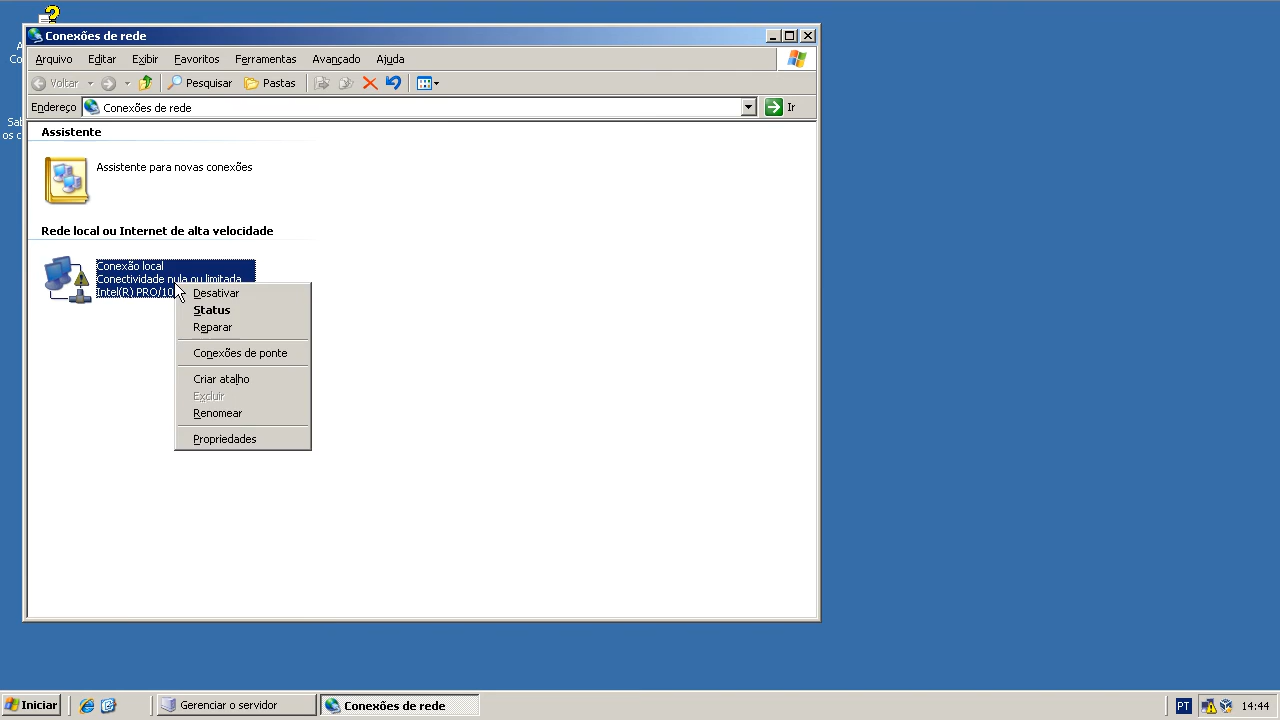 Conexões de rede
Arquivo Editar Exibir Favoritos Ferramentas Avançado Ajuda
Voltar Pesquisar Pastas
Endereço Conexões de rede Ir
Assistente
Assistente para novas conexões
Rede local ou Internet de alta velocidade
Conexão local
Conectividade nula ou limitada
Intel(R) PRO/10
Desativar
Status
Reparar
Conexões de ponte
Criar atalho
Excluir
Renomear
Propriedades
Iniciar Gerenciar o servidor Conexões de rede PT 14:44